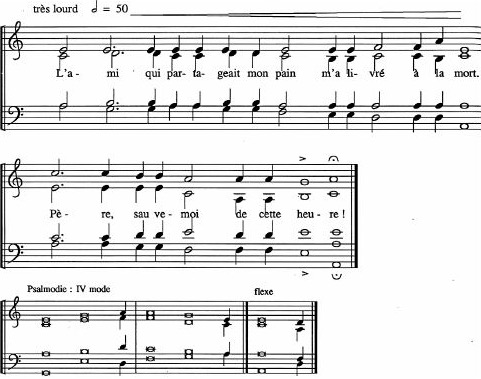 très lourd = 50
L'a - mi qui par- ta- geait mon pain m'a li- vré à la mort.
Pè - re, sau ve- moi de cette heu- re !
Psalmodie : IV mode flexe